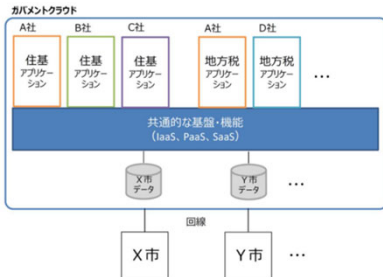 ガバメントクラウド
A社
B社
C社
A社
D社
住基
アプリケー
ション
住基
アプリケー
ション
住基
アプリケー
ション
地方税
アプリケー
ション
地方税
アプリケー
ション
…
共通的な基盤・機能
(IaaS、PaaS、SaaS)
X市
データ
Y市
データ
…
回線
X市
Y市
…